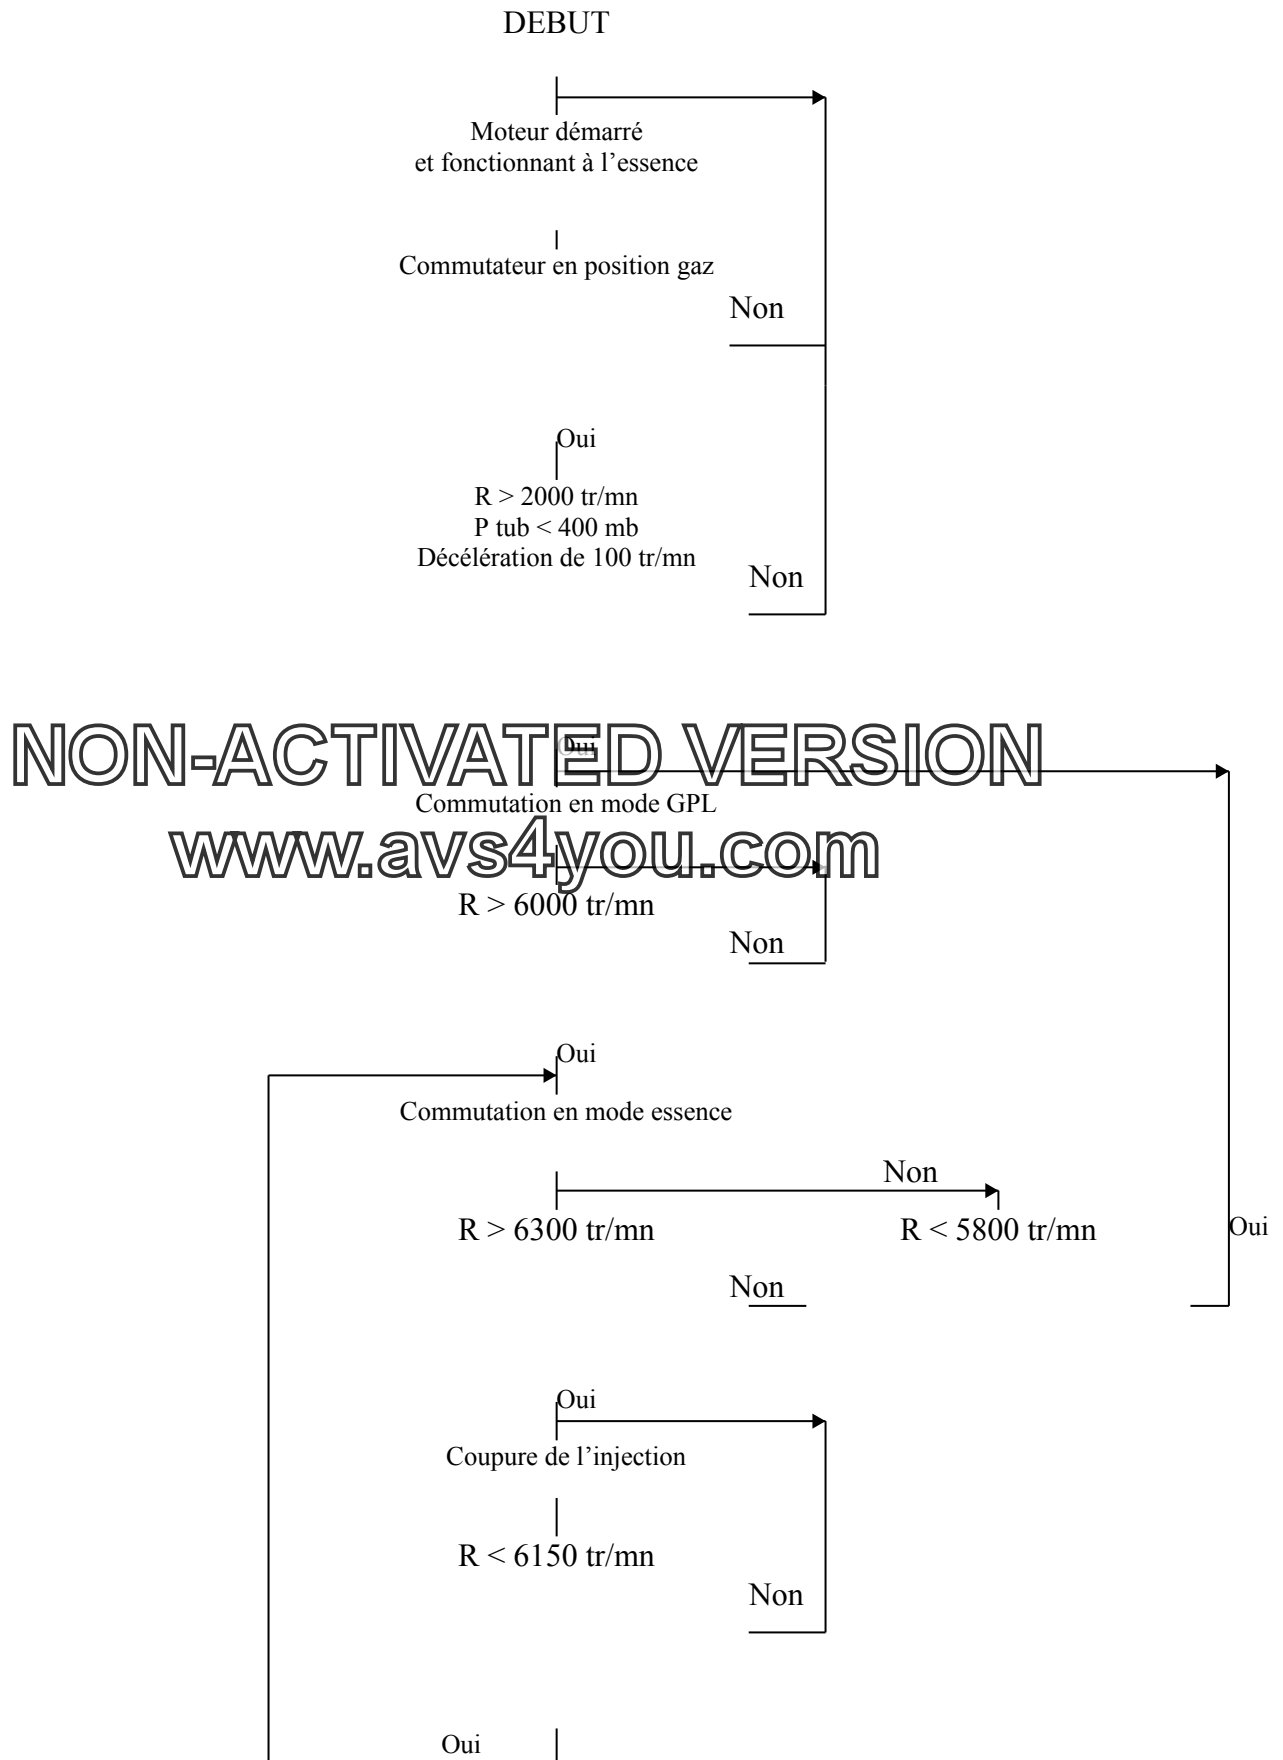 DEBUT
Moteur démarré
et fonctionnant à l’essence
Commutateur en position gaz
Non
Oui
R > 2000 tr/mn
P tub < 400 mb
Décélération de 100 tr/mn
Non
Oui
NON-ACTIVATED VERSION
Commutation en mode GPL
www.avs4you.com
R > 6000 tr/mn
Non
Oui
Commutation en mode essence
Non
R > 6300 tr/mn
R < 5800 tr/mn
Oui
Non
Oui
Coupure de l’injection
R < 6150 tr/mn
Non
Oui